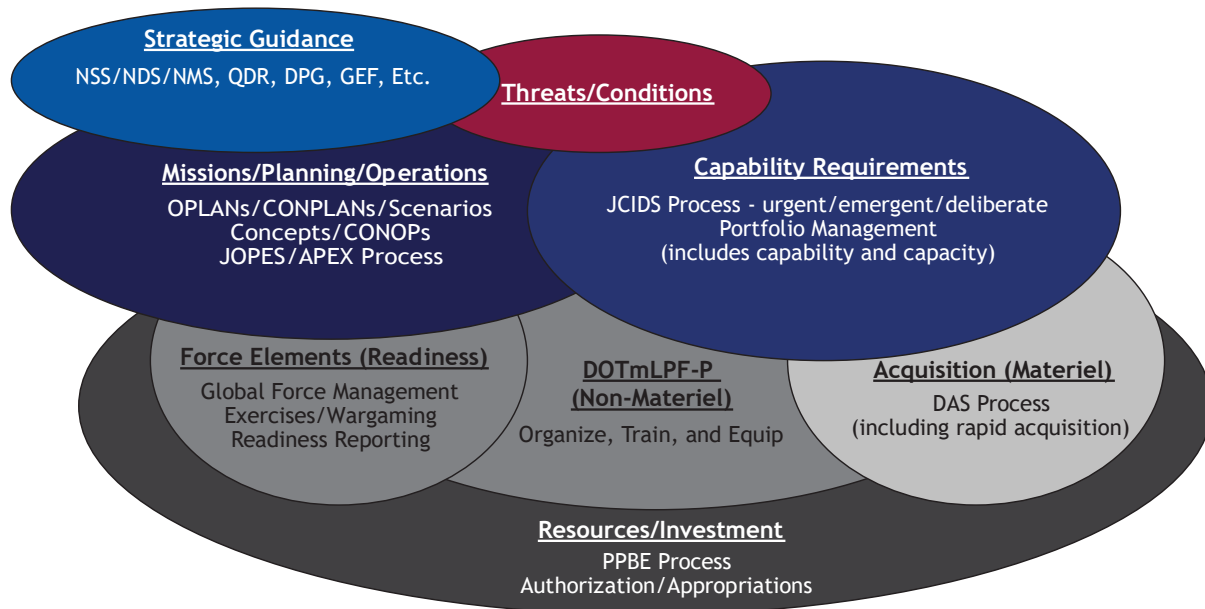 Strategic Guidance
NSS/NDS/NMS, QDR, DPG, GEF, Etc.
Threats/Conditions
Missions/Planning/Operations
OPLANs/CONPLANs/Scenarios
Concepts/CONOPs
JOPES/APEX Process
Capability Requirements
JCIDS Process - urgent/emergent/deliberate
Portfolio Management
(includes capability and capacity)
Force Elements (Readiness)
Global Force Management
Exercises/Wargaming
Readiness Reporting
DOTmLPF-P
(Non-Materiel)
Organize, Train, and Equip
Acquisition (Materiel)
DAS Process
(including rapid acquisition)
Resources/Investment
PPBE Process
Authorization/Appropriations